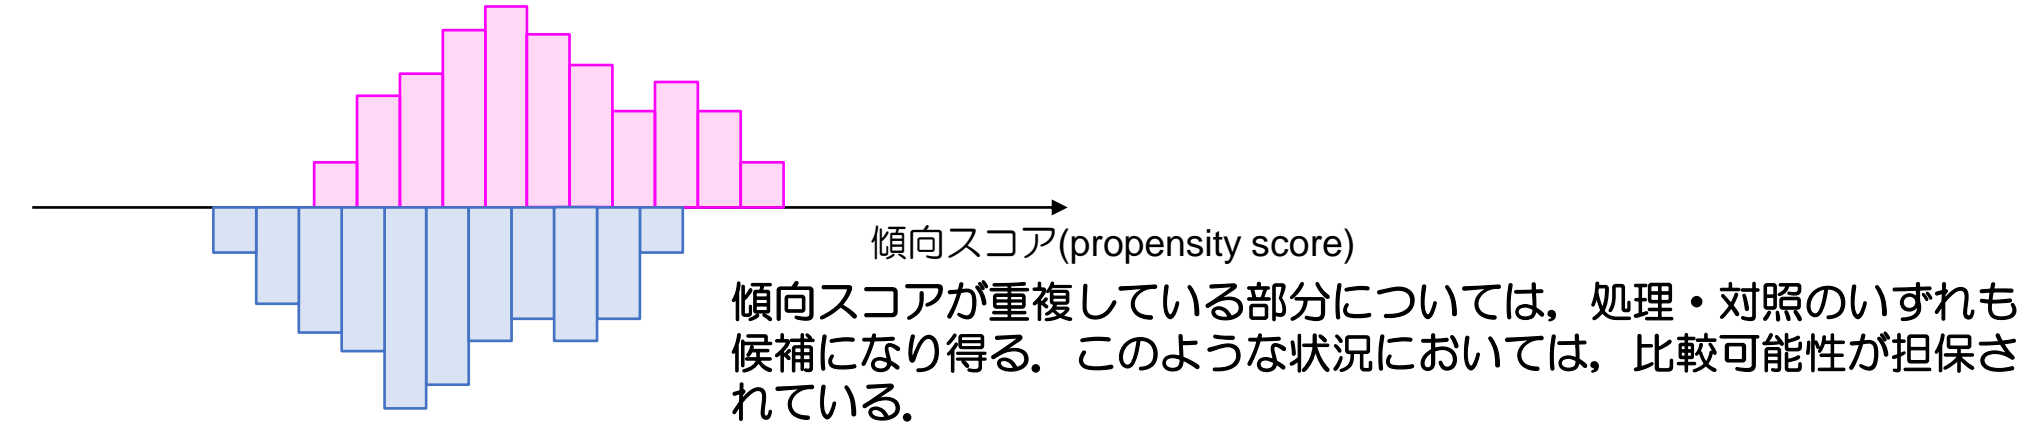 傾向スコア(propensity score)
傾向スコアが重複している部分については，処理・対照のいずれも
候補になり得る．このような状況においては，比較可能性が担保さ
れている．